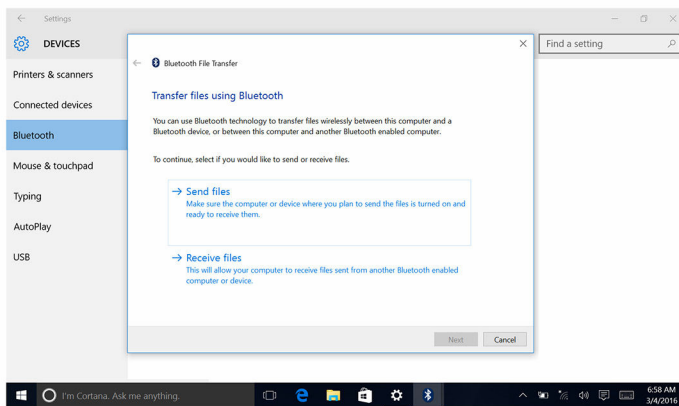 Settings
DEVICES
Find a setting
Printers & scanners
Connected devices
Bluetooth
Mouse & touchpad
Typing
AutoPlay
USB
Bluetooth File Transfer
Transfer files using Bluetooth
You can use Bluetooth technology to transfer files wirelessly between this computer and a
Bluetooth device, or between this computer and another Bluetooth enabled computer.
To continue, select if you would like to send or receive files.
Send files
Make sure the computer or device where you plan to send the files is turned on and
ready to receive them.
Receive files
This will allow your computer to receive files sent from another Bluetooth enabled
computer or device.
Next
Cancel
I'm Cortana. Ask me anything.
6:58 AM
3/4/2016